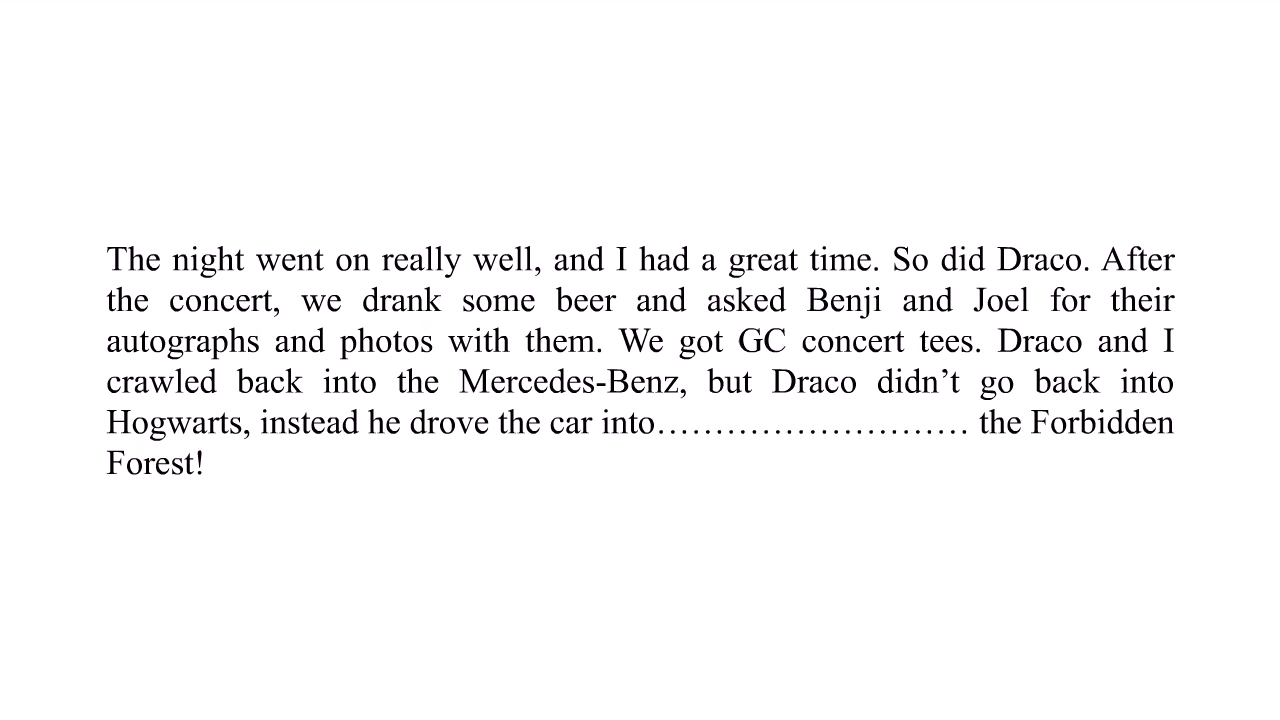 The night went on really well, and I had a great time. So did Draco. After
the concert, we drank some beer and asked Benji and Joel for their
autographs and photos with them. We got GC concert tees. Draco and I
crawled back into the Mercedes-Benz, but Draco didn’t go back into
Hogwarts, instead he drove the car into……………………… the Forbidden
Forest!